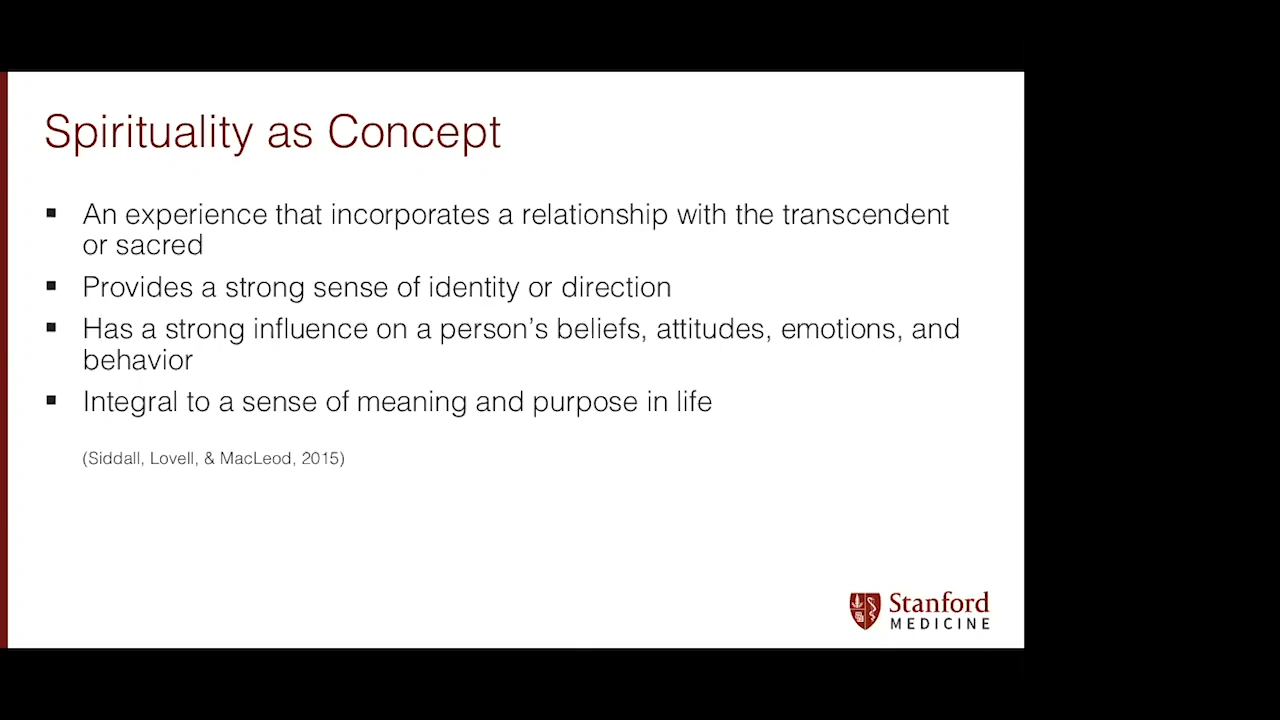 Spirituality as Concept
▪ An experience that incorporates a relationship with the transcendent
or sacred
▪ Provides a strong sense of identity or direction
▪ Has a strong influence on a person’s beliefs, attitudes, emotions, and
behavior
▪ Integral to a sense of meaning and purpose in life
(Siddall, Lovell, & MacLeod, 2015)
Stanford
MEDICINE